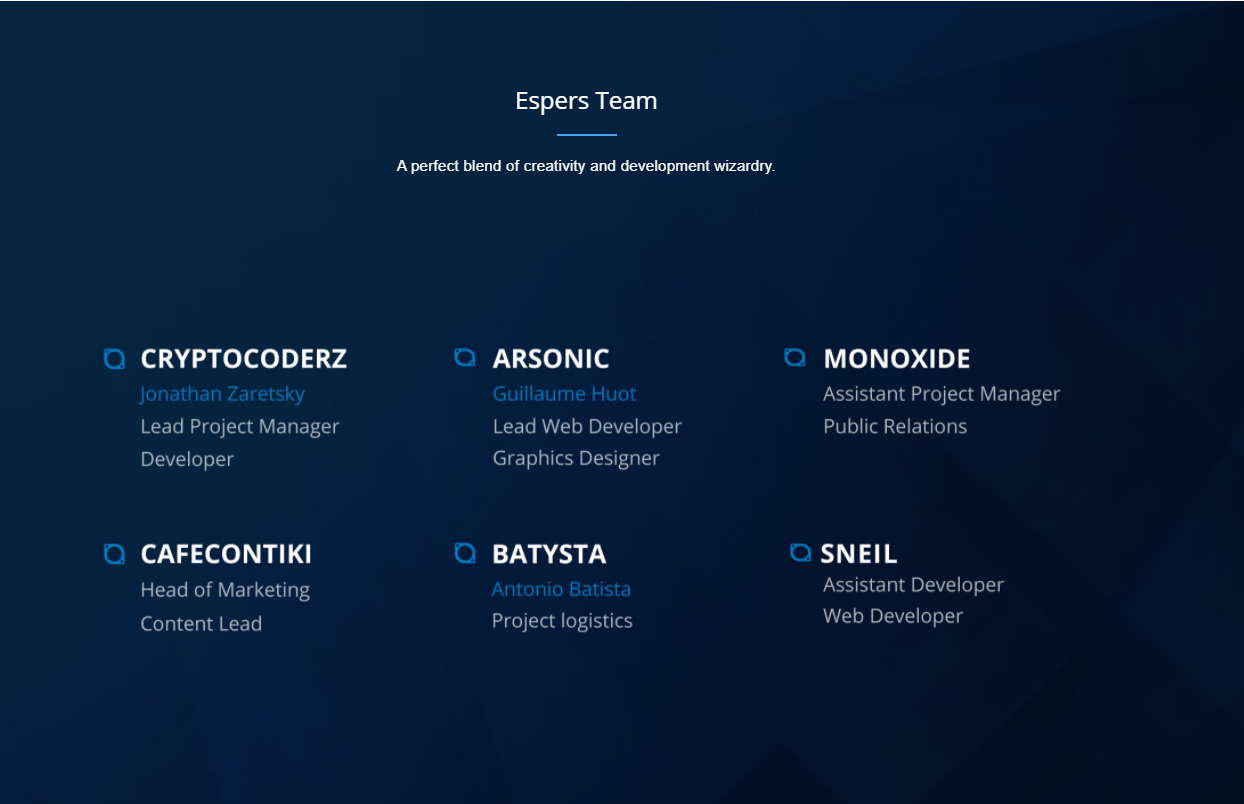 Espers Team
A perfect blend of creativity and development wizardry.
CRYPTOCODERZ
Jonathan Zaretsky
Lead Project Manager
Developer
ARSONIC
Guillaume Huot
Lead Web Developer
Graphics Designer
MONOXIDE
Assistant Project Manager
Public Relations
CAFECONTIKI
Head of Marketing
Content Lead
BATYSTA
Antonio Batista
Project logistics
SNEIL
Assistant Developer
Web Developer